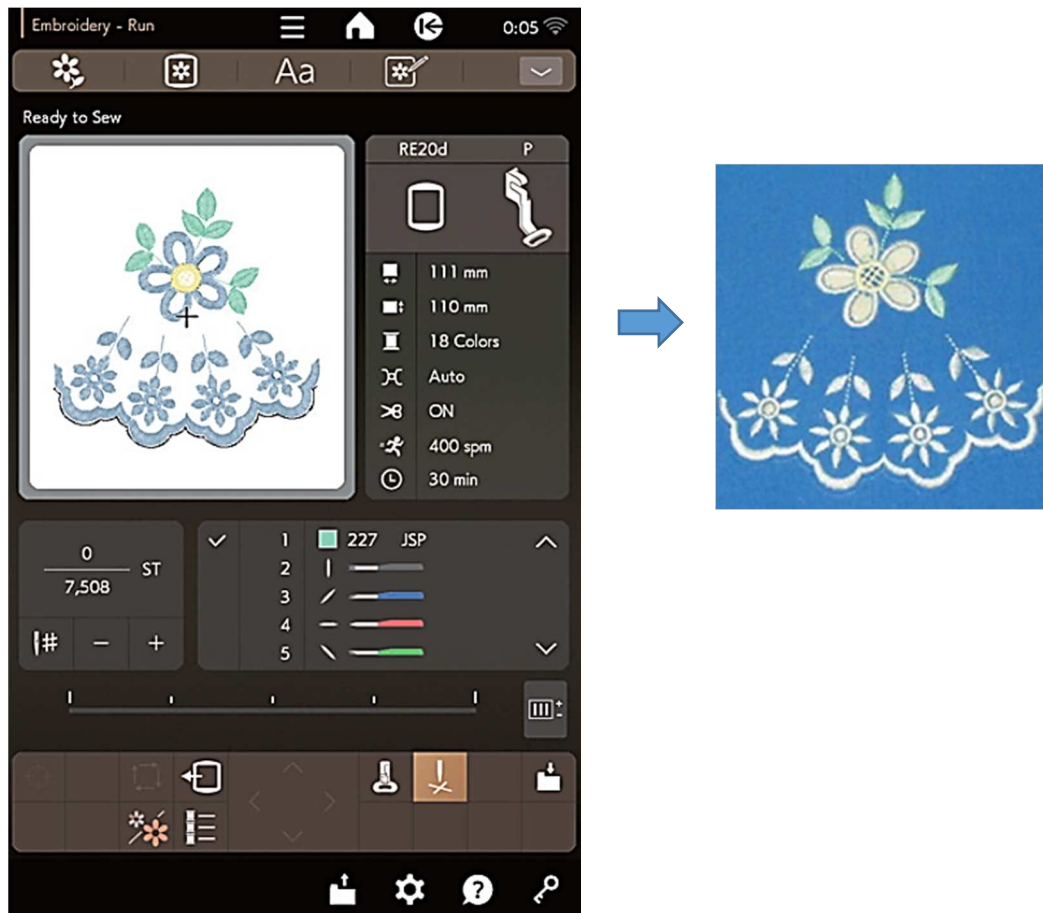 Embroidery - Run
0:05
Aa
Ready to Sew
RE20d P
111 mm
110 mm
18 Colors
Auto
ON
400 spm
30 min
0
7,508
ST
#
1 227 JSP
2
3
4
5